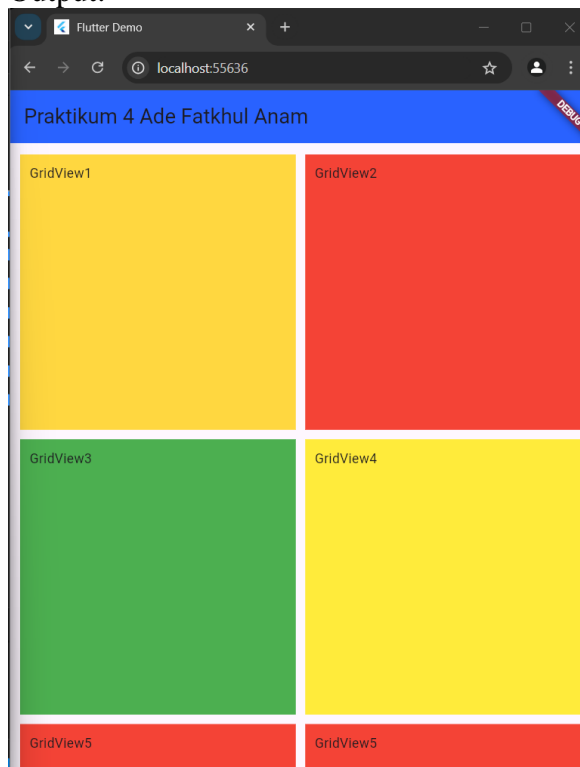 Output:
Flutter Demo
localhost:55636
Praktikum 4 Ade Fatkhul Anam
DEBUG
GridView1
GridView2
GridView3
GridView4
GridView5
GridView5